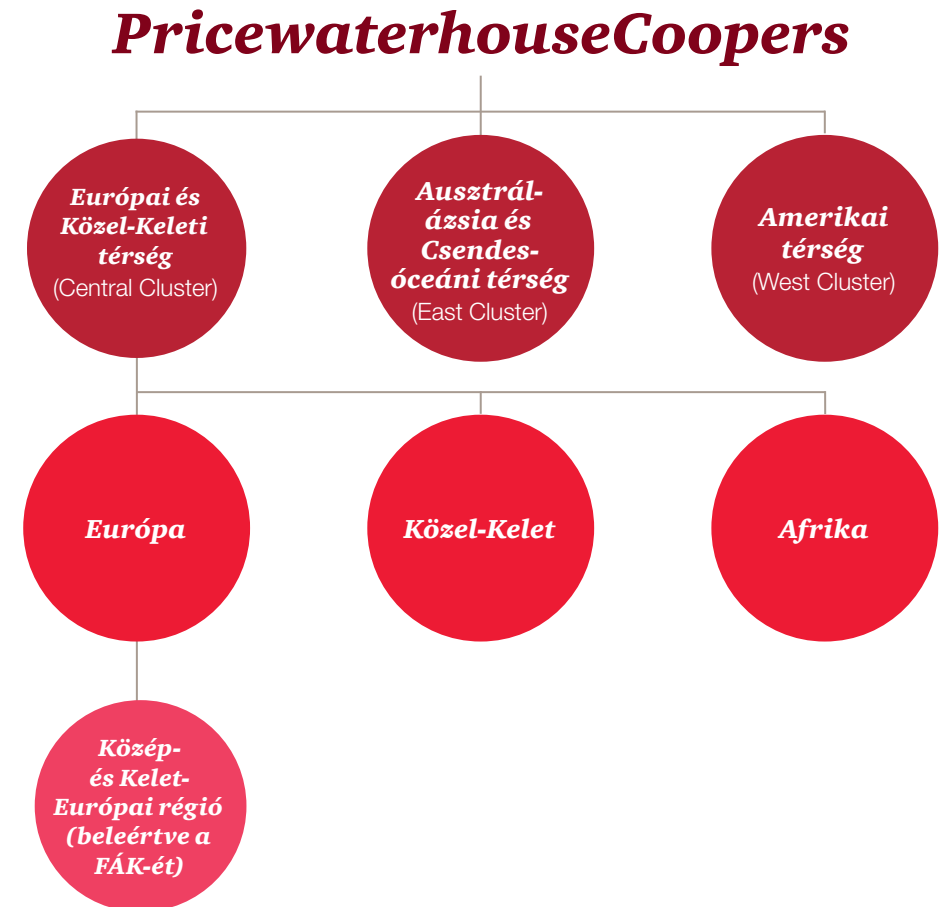 PricewaterhouseCoopers
Európai és
Közel-Keleti
térség
(Central Cluster)
Ausztrál-
ázsia és
Csendes-
óceáni térség
(East Cluster)
Amerikai
térség
(West Cluster)
Európa
Közel-Kelet
Afrika
Közép-
és Kelet-
Európai régió
(beleértve a
FÁK-ét)